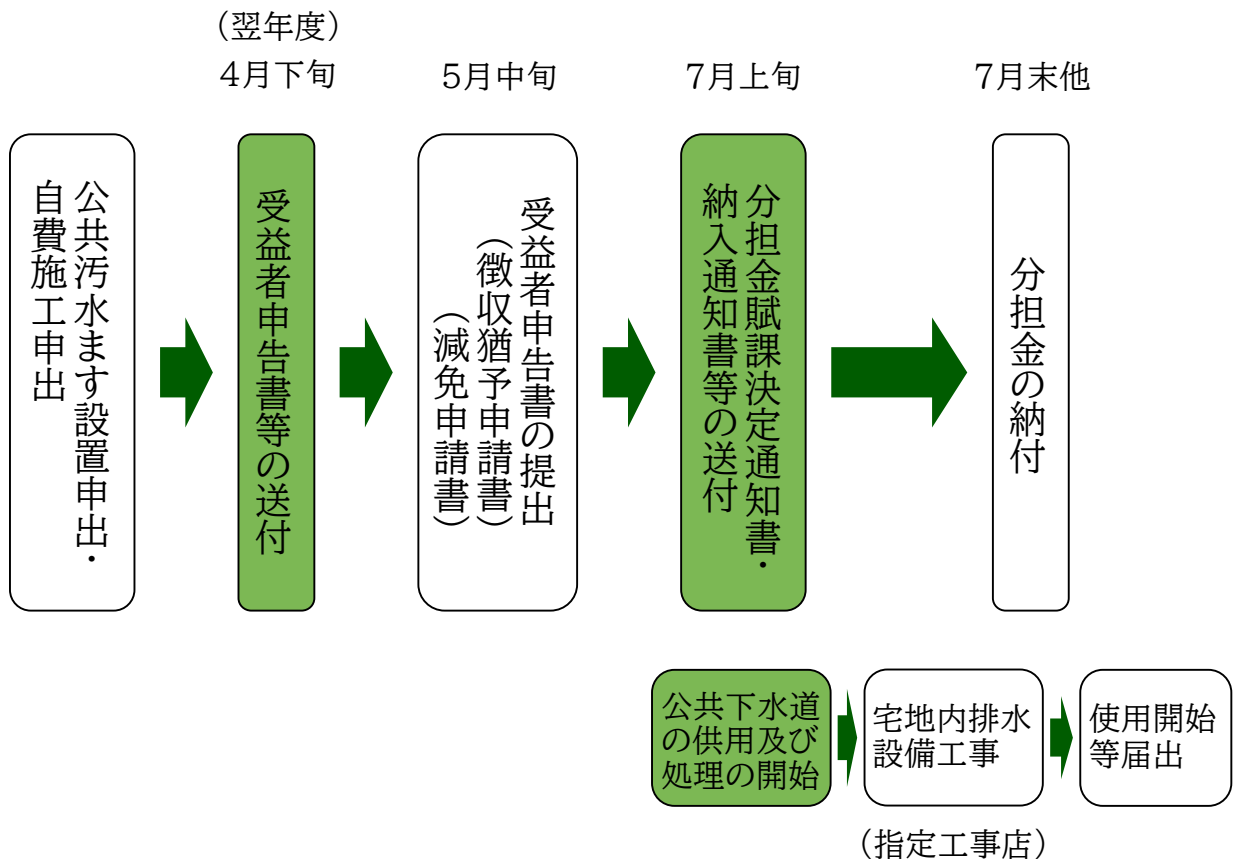 （翌年度）
4月下旬
5月中旬
7月上旬
7月末他
公共汚水ます設置申出・
自費施工申出
受益者申告書等の送付
受益者申告書の提出
（徴収猶予申請書）
（減免申請書）
分担金賦課決定通知書・
納入通知書等の送付
分担金の納付
公共下水道
の供用及び
処理の開始
宅地内排水
設備工事
使用開始
等届出
（指定工事店）